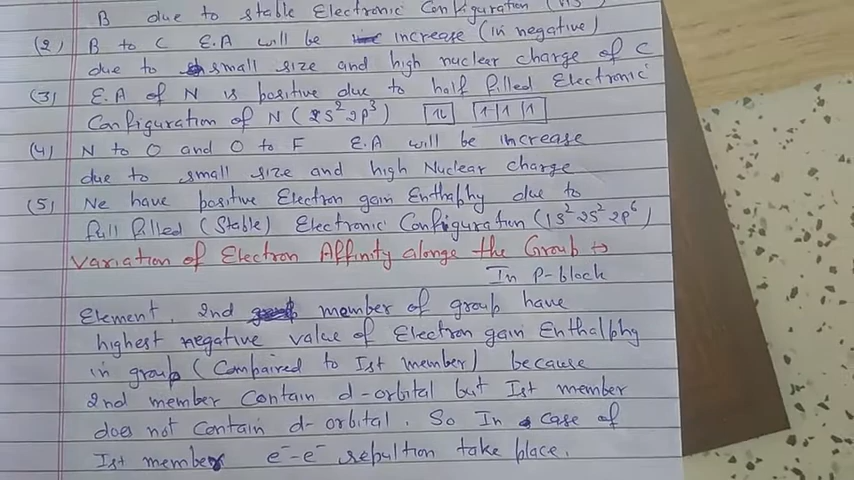 B due to stable Electronic Configuration
(2) B to C E.A will be increase (in negative)
due to small size and high nuclear charge of C
(3) E.A of N is positive due to half filled Electronic
Configuration of N (2s² 2p³) 1L 1 1 1
(4) N to O and O to F E.A will be increase
due to small size and high Nuclear charge
(5) Ne have positive Electron gain Enthalphy due to
full filled (Stable) Electronic Configuration (1s² 2s² 2p⁶)
Variation of Electron Affinity alonge the Group →
In P-block
Element, 2nd member of group have
highest negative value of Electron gain Enthalphy
in group (Compaired to Ist member) because
2nd member Contain d-orbital but Ist member
does not Contain d-orbital. So In case of
Ist member e⁻-e⁻ repultion take place.